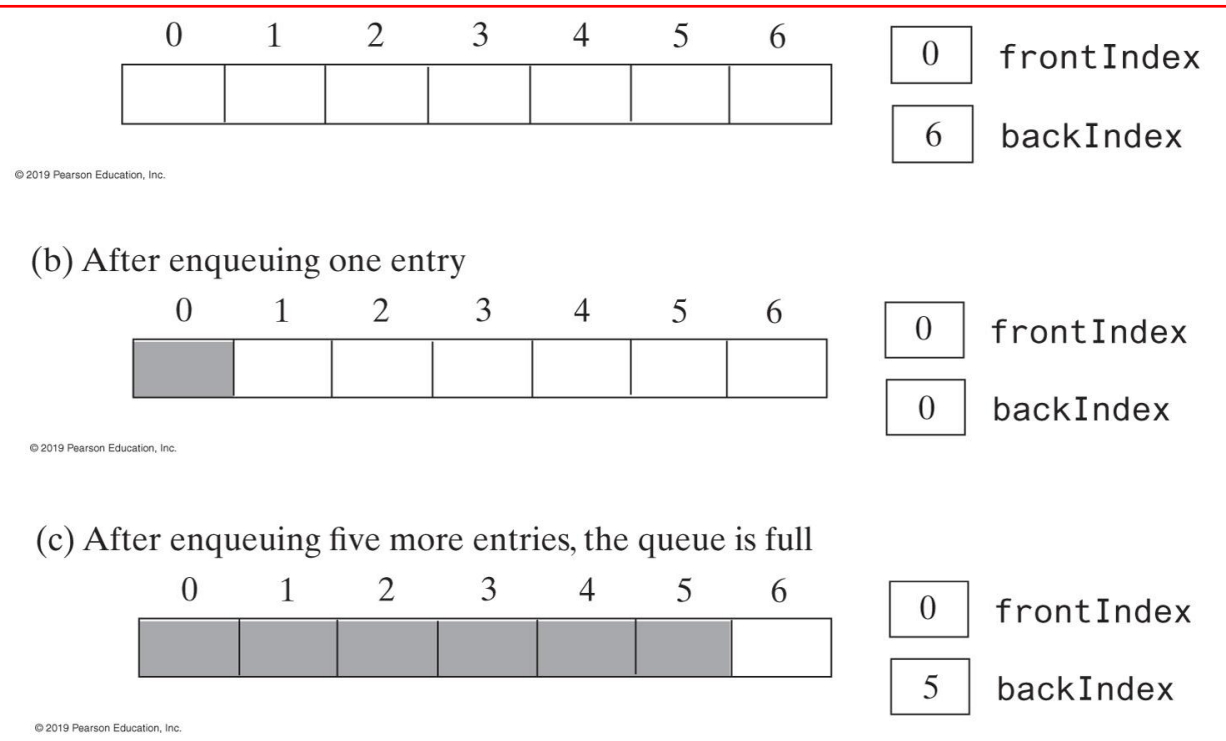 0 1 2 3 4 5 6
0 frontIndex
6 backIndex
© 2019 Pearson Education, Inc.
(b) After enqueuing one entry
0 1 2 3 4 5 6
0 frontIndex
0 backIndex
© 2019 Pearson Education, Inc.
(c) After enqueuing five more entries, the queue is full
0 1 2 3 4 5 6
0 frontIndex
5 backIndex
© 2019 Pearson Education, Inc.